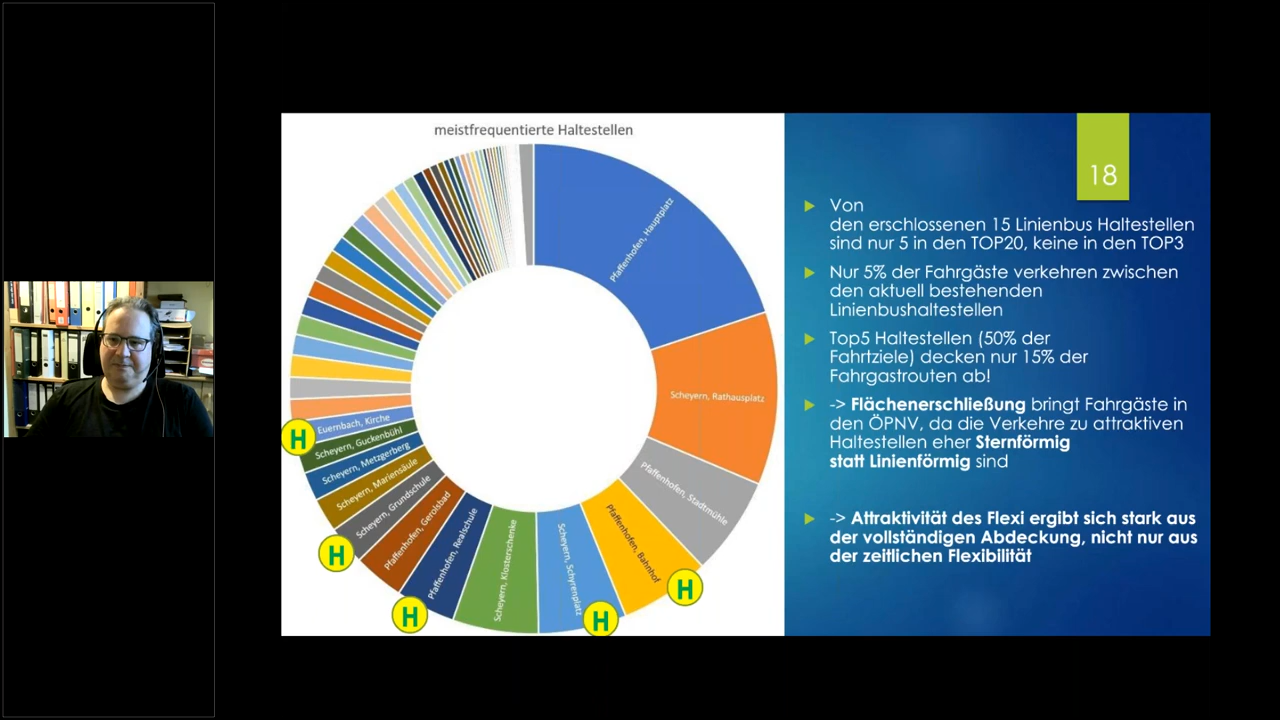 meistfrequentierte Haltestellen
Pfaffenhofen, Hauptplatz
Scheyern, Rathausplatz
Pfaffenhofen, Stadtmühle
Pfaffenhofen, Bahnhof
Scheyern, Schyrenplatz
Scheyern, Klosterschenke
Pfaffenhofen, Realschule
Pfaffenhofen, Gerolsbad
Scheyern, Grundschule
Scheyern, Mariensäule
Scheyern, Metzgerberg
Scheyern, Guckenbühl
Euernbach, Kirche
H
H
H
H
H
18
Von
den erschlossenen 15 Linienbus Haltestellen
sind nur 5 in den TOP20, keine in den TOP3
Nur 5% der Fahrgäste verkehren zwischen
den aktuell bestehenden
Linienbushaltestellen
Top5 Haltestellen (50% der
Fahrtziele) decken nur 15% der
Fahrgastrouten ab!
-> Flächenerschließung bringt Fahrgäste in
den ÖPNV, da die Verkehre zu attraktiven
Haltestellen eher Sternförmig
statt Linienförmig sind
-> Attraktivität des Flexi ergibt sich stark aus
der vollständigen Abdeckung, nicht nur aus
der zeitlichen Flexibilität